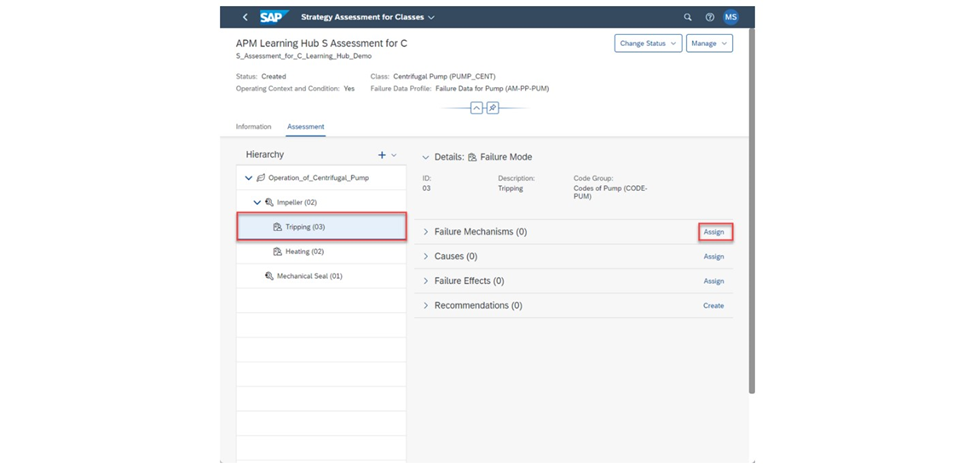 SAP Strategy Assessment for Classes MS
APM Learning Hub S Assessment for C Change Status Manage
S_Assessment_for_C_Learning_Hub_Demo
Status: Created Class: Centrifugal Pump (PUMP_CENT)
Operating Context and Condition: Yes Failure Data Profile: Failure Data for Pump (AM-PP-PUM)
Information Assessment
Hierarchy
Operation_of_Centrifugal_Pump
Impeller (02)
Tripping (03)
Heating (02)
Mechanical Seal (01)
Details: Failure Mode
ID: Description: Code Group:
03 Tripping Codes of Pump (CODE-
PUM)
Failure Mechanisms (0) Assign
Causes (0) Assign
Failure Effects (0) Assign
Recommendations (0) Create